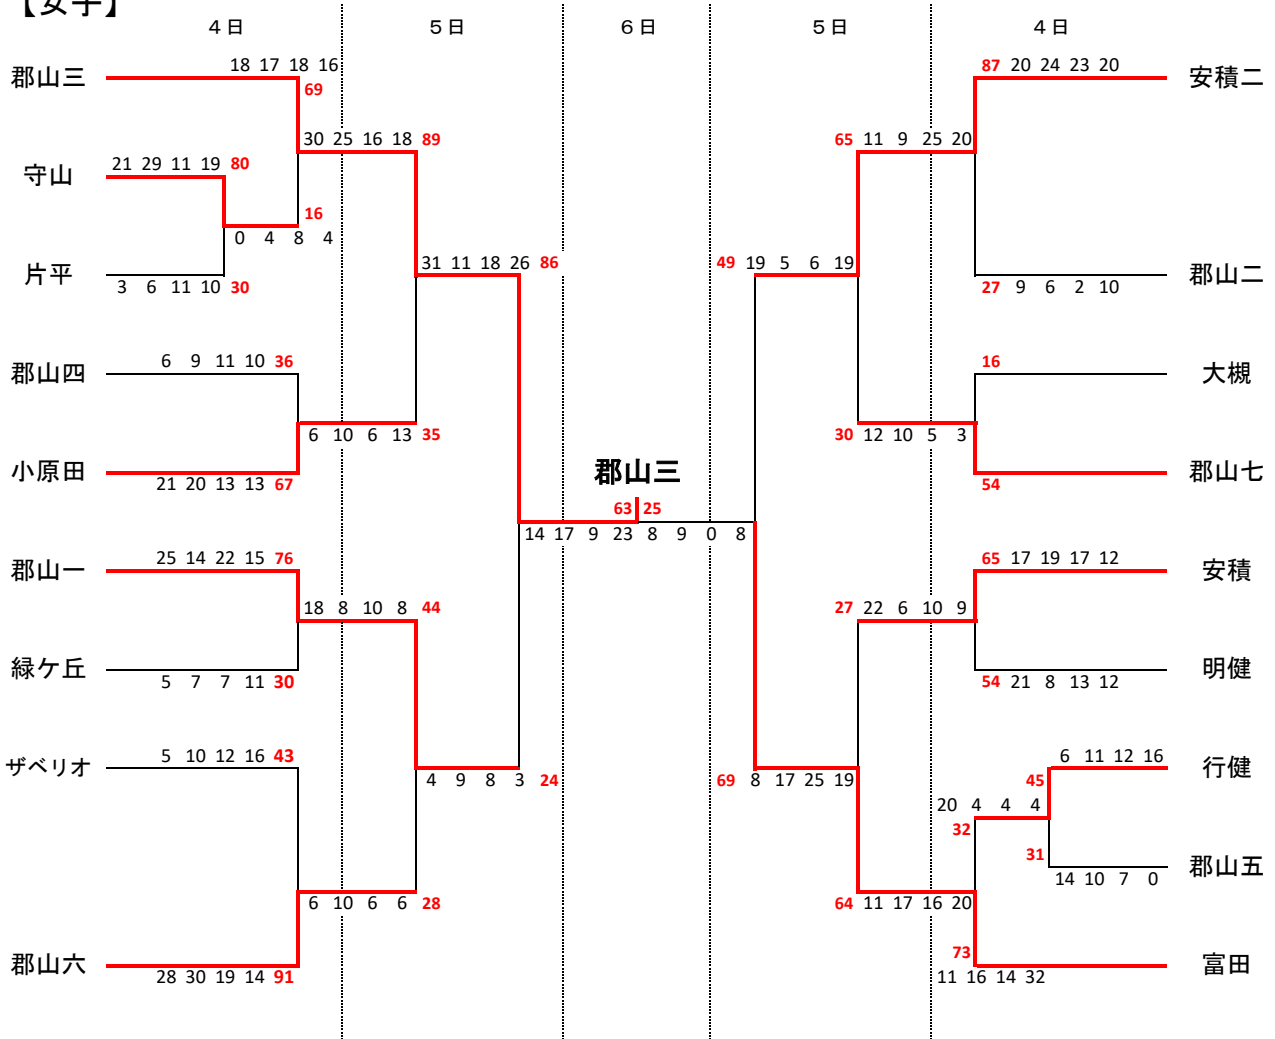 【女子】
4日 5日 6日 5日 4日
18 17 18 16 87 20 24 23 20
郡山三 安積二
69
30 25 16 18 89 65 11 9 25 20
21 29 11 19 80
守山
16
0 4 8 4
31 11 18 26 86 49 19 5 6 19
片平 郡山二
3 6 11 10 30 27 9 6 2 10
6 9 11 10 36 16
郡山四 大槻
6 10 6 13 35 30 12 10 5 3
小原田 郡山三 郡山七
21 20 13 13 67 54
63 25
14 17 9 23 8 9 0 8
25 14 22 15 76 65 17 19 17 12
郡山一 安積
18 8 10 8 44 27 22 6 10 9
緑ケ丘 明健
5 7 7 11 30 54 21 8 13 12
5 10 12 16 43 6 11 12 16
ザベリオ 行健
4 9 8 3 24 69 8 17 25 19 45
20 4 4 4
32
31
郡山五
14 10 7 0
6 10 6 6 28 64 11 17 16 20
73
郡山六 富田
28 30 19 14 91 11 16 14 32